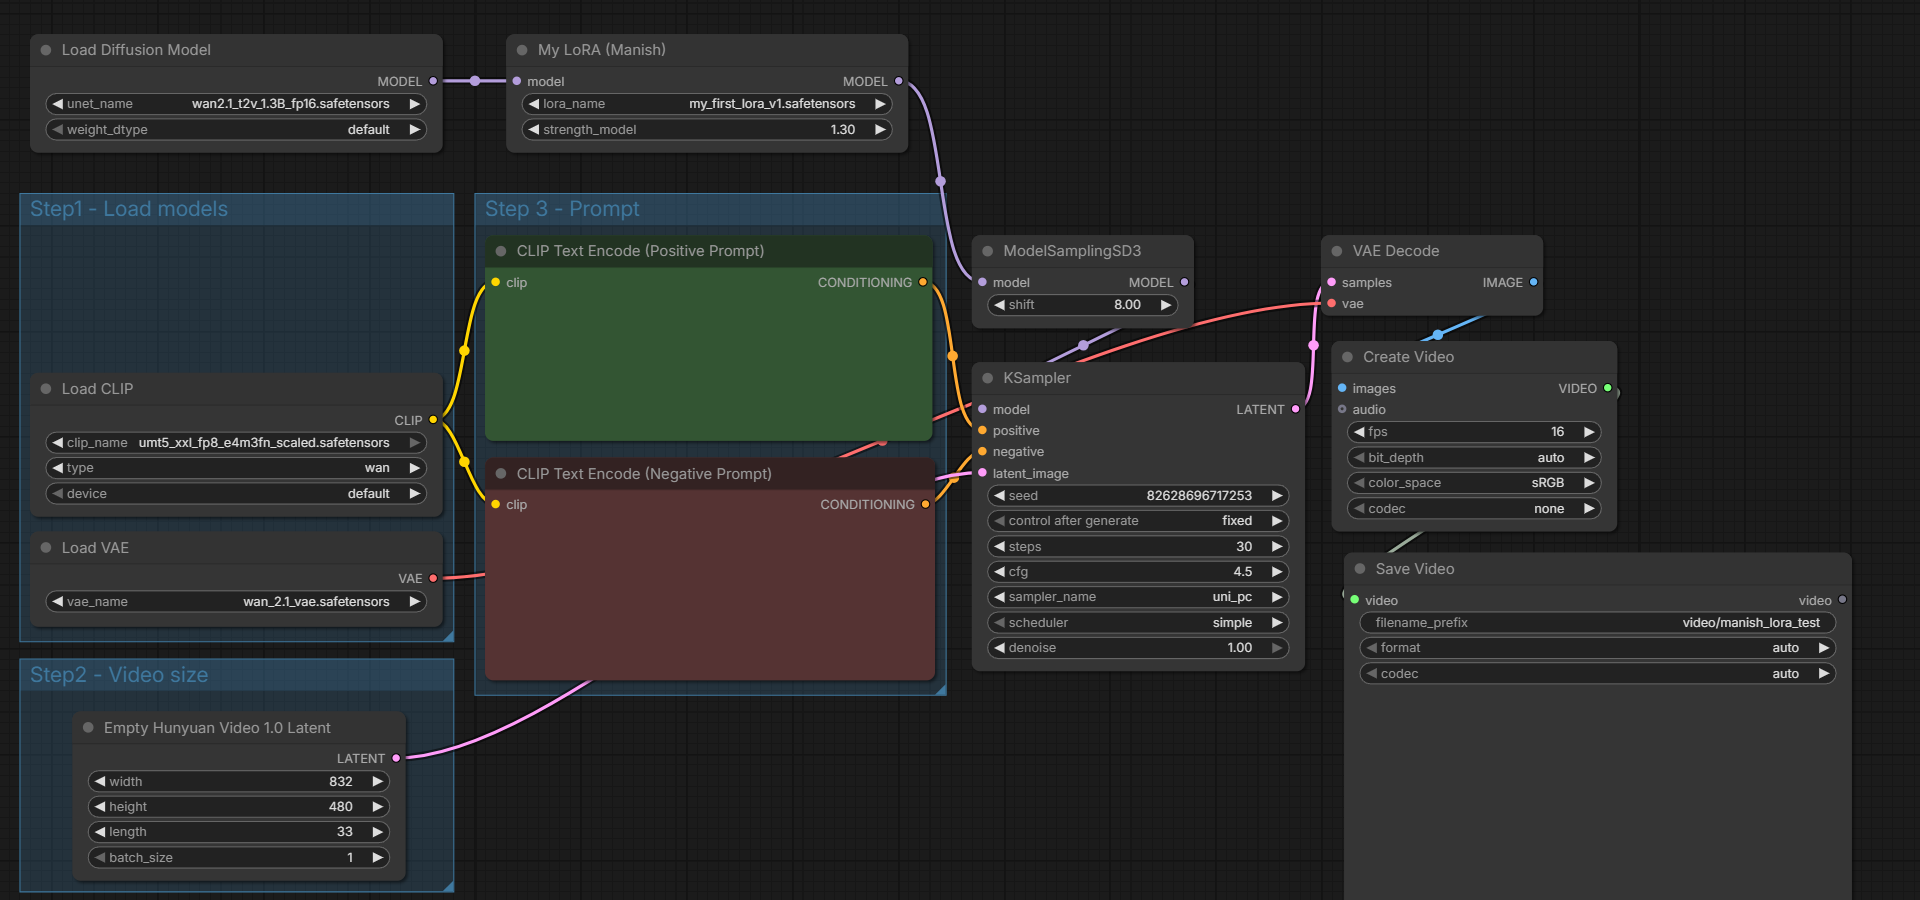 Load Diffusion Model
MODEL
unet_name wan2.1_t2v_1.3B_fp16.safetensors
weight_dtype default
My LoRA (Manish)
model MODEL
lora_name my_first_lora_v1.safetensors
strength_model 1.30
Step1 - Load models
Load CLIP
CLIP
clip_name umt5_xxl_fp8_e4m3fn_scaled.safetensors
type wan
device default
Load VAE
VAE
vae_name wan_2.1_vae.safetensors
Step2 - Video size
Empty Hunyuan Video 1.0 Latent
LATENT
width 832
height 480
length 33
batch_size 1
Step 3 - Prompt
CLIP Text Encode (Positive Prompt)
clip CONDITIONING
CLIP Text Encode (Negative Prompt)
clip CONDITIONING
ModelSamplingSD3
model MODEL
shift 8.00
KSampler
model LATENT
positive
negative
latent_image
seed 82628696717253
control after generate fixed
steps 30
cfg 4.5
sampler_name uni_pc
scheduler simple
denoise 1.00
VAE Decode
samples IMAGE
vae
Create Video
images VIDEO
audio
fps 16
bit_depth auto
color_space sRGB
codec none
Save Video
video video
filename_prefix video/manish_lora_test
format auto
codec auto